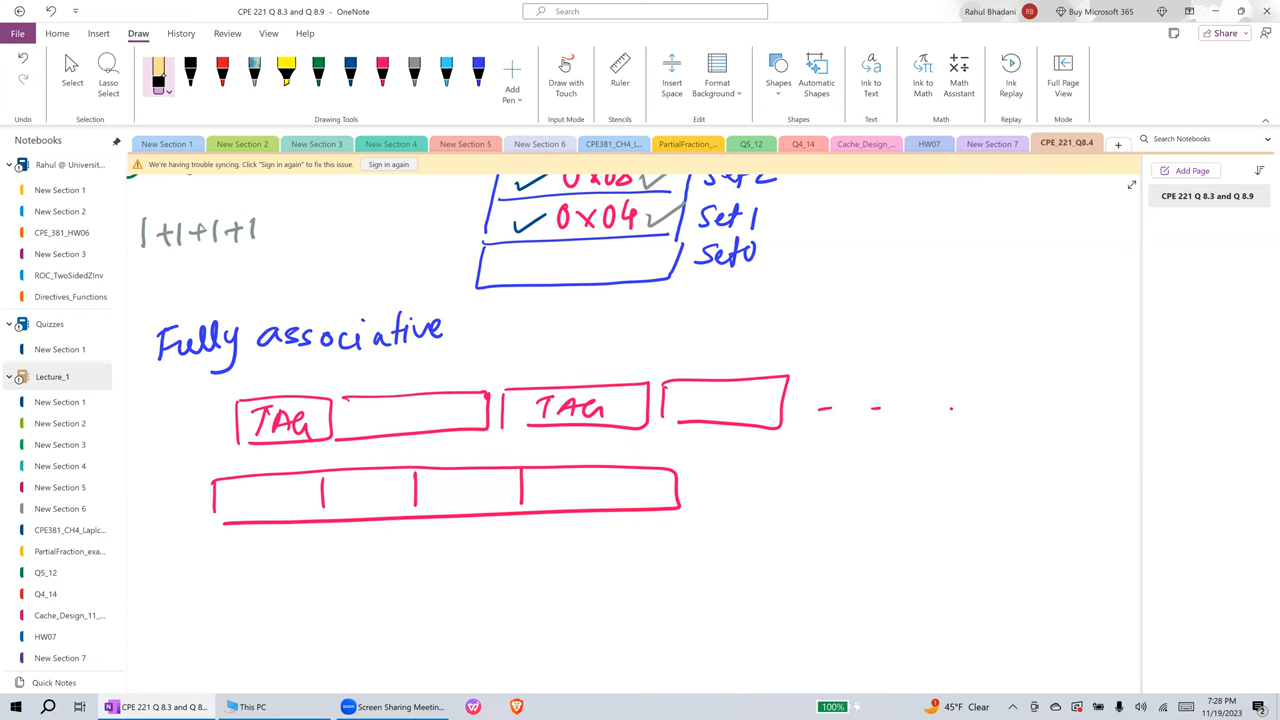 CPE 221 Q 8.3 and Q 8.9 - OneNote
Search
Rahul Bhadani
RB
Buy Microsoft 365
File
Home
Insert
Draw
History
Review
View
Help
Share
Select
Lasso Select
Add Pen
Draw with Touch
Ruler
Insert Space
Format Background
Shapes
Automatic Shapes
Ink to Text
Ink to Math
Math Assistant
Ink Replay
Full Page View
Undo
Selection
Drawing Tools
Input Mode
Stencils
Edit
Shapes
Text
Math
Replay
Mode
Notebooks
New Section 1
New Section 2
New Section 3
New Section 4
New Section 5
New Section 6
CPE381_CH4_L...
PartialFraction_...
Q5_12
Q4_14
Cache_Design_...
HW07
New Section 7
CPE_221_Q8.4
Search Notebooks
We're having trouble syncing. Click "Sign in again" to fix this issue.
Sign in again
Add Page
CPE 221 Q 8.3 and Q 8.9
Rahul @ Universit...
New Section 1
New Section 2
CPE_381_HW06
New Section 3
ROC_TwoSidedZInv
Directives_Functions
Quizzes
New Section 1
Lecture_1
New Section 1
New Section 2
New Section 3
New Section 4
New Section 5
New Section 6
CPE381_CH4_Laplc...
PartialFraction_exa...
Q5_12
Q4_14
Cache_Design_11_...
HW07
New Section 7
Quick Notes
Set2
1+1+1+1
0x04
Set1
Set0
Fully associative
TAG
TAG
CPE 221 Q 8.3 and Q 8...
This PC
Screen Sharing Meetin...
100%
45°F Clear
7:28 PM
11/19/2023